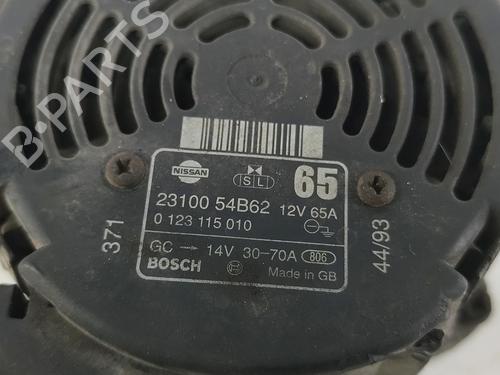 B-PARTS
NISSAN
S L
65
23100 54B62 12V 65A
0 123 115 010
GC 14V 30-70A 806
BOSCH Made in GB
371
44/93